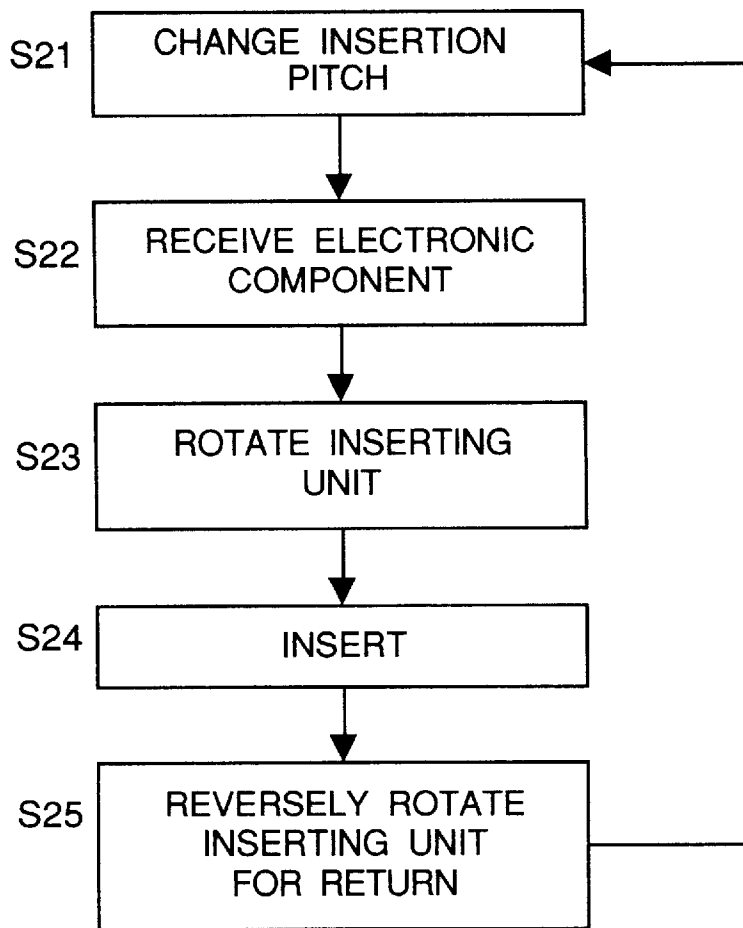 S21
CHANGE INSERTION
PITCH
S22
RECEIVE ELECTRONIC
COMPONENT
S23
ROTATE INSERTING
UNIT
S24
INSERT
S25
REVERSELY ROTATE
INSERTING UNIT
FOR RETURN